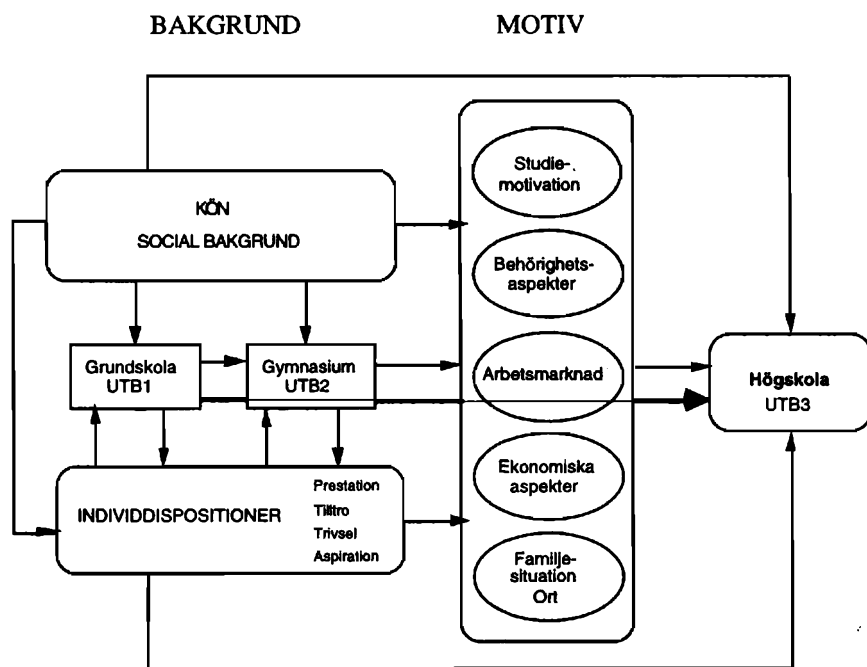 BAKGRUND
MOTIV
KÖN
SOCIAL BAKGRUND
Grundskola
UTB1
Gymnasium
UTB2
INDIVIDDISPOSITIONER
Prestation
Tilltro
Trivsel
Aspiration
Studie-
motivation
Behörighets-
aspekter
Arbetsmarknad
Ekonomiska
aspekter
Familje-
situation
Ort
Högskola
UTB3